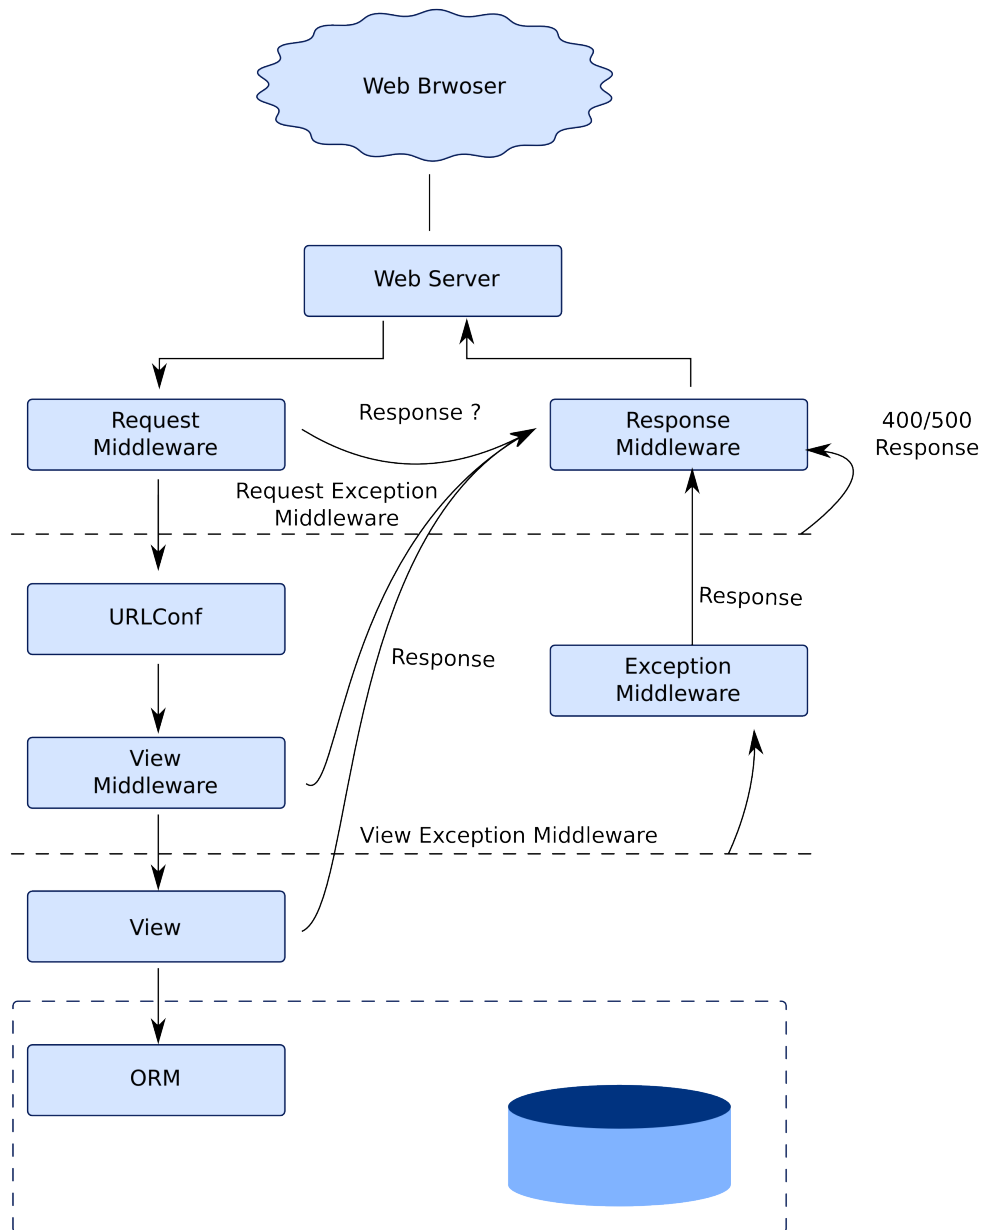 Web Brwoser
Web Server
Request
Middleware
Response ?
Response
Middleware
400/500
Response
Request Exception
Middleware
URLConf
Response
Response
Exception
Middleware
View
Middleware
View Exception Middleware
View
ORM